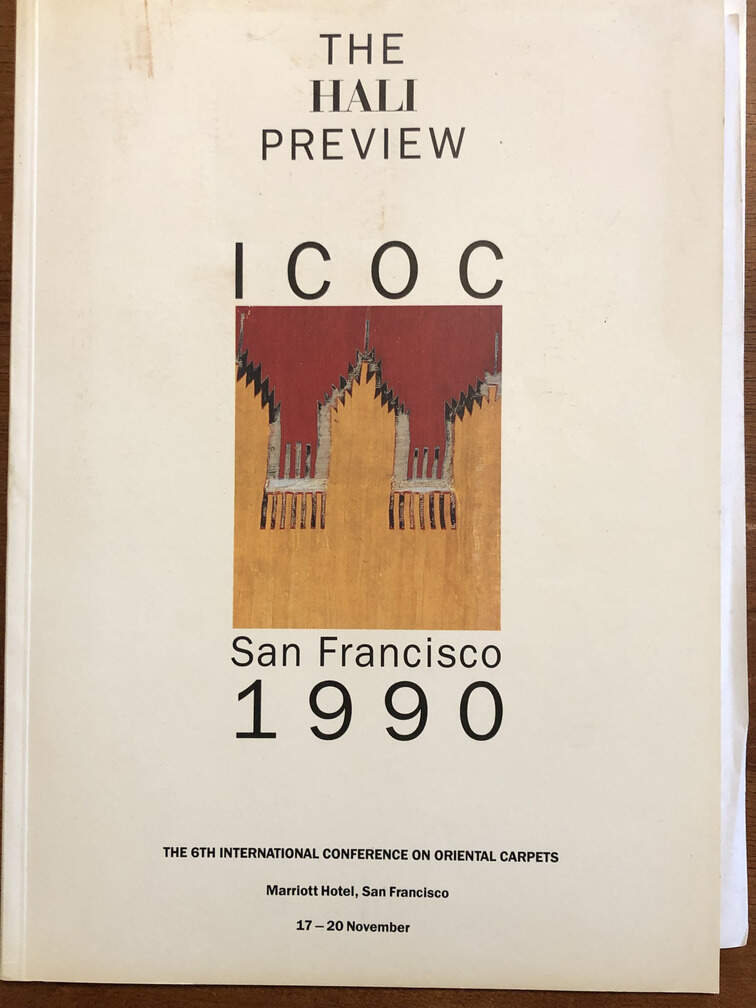 THE
HALI
PREVIEW
ICOC
San Francisco
1990
THE 6TH INTERNATIONAL CONFERENCE ON ORIENTAL CARPETS
Marriott Hotel, San Francisco
17 – 20 November